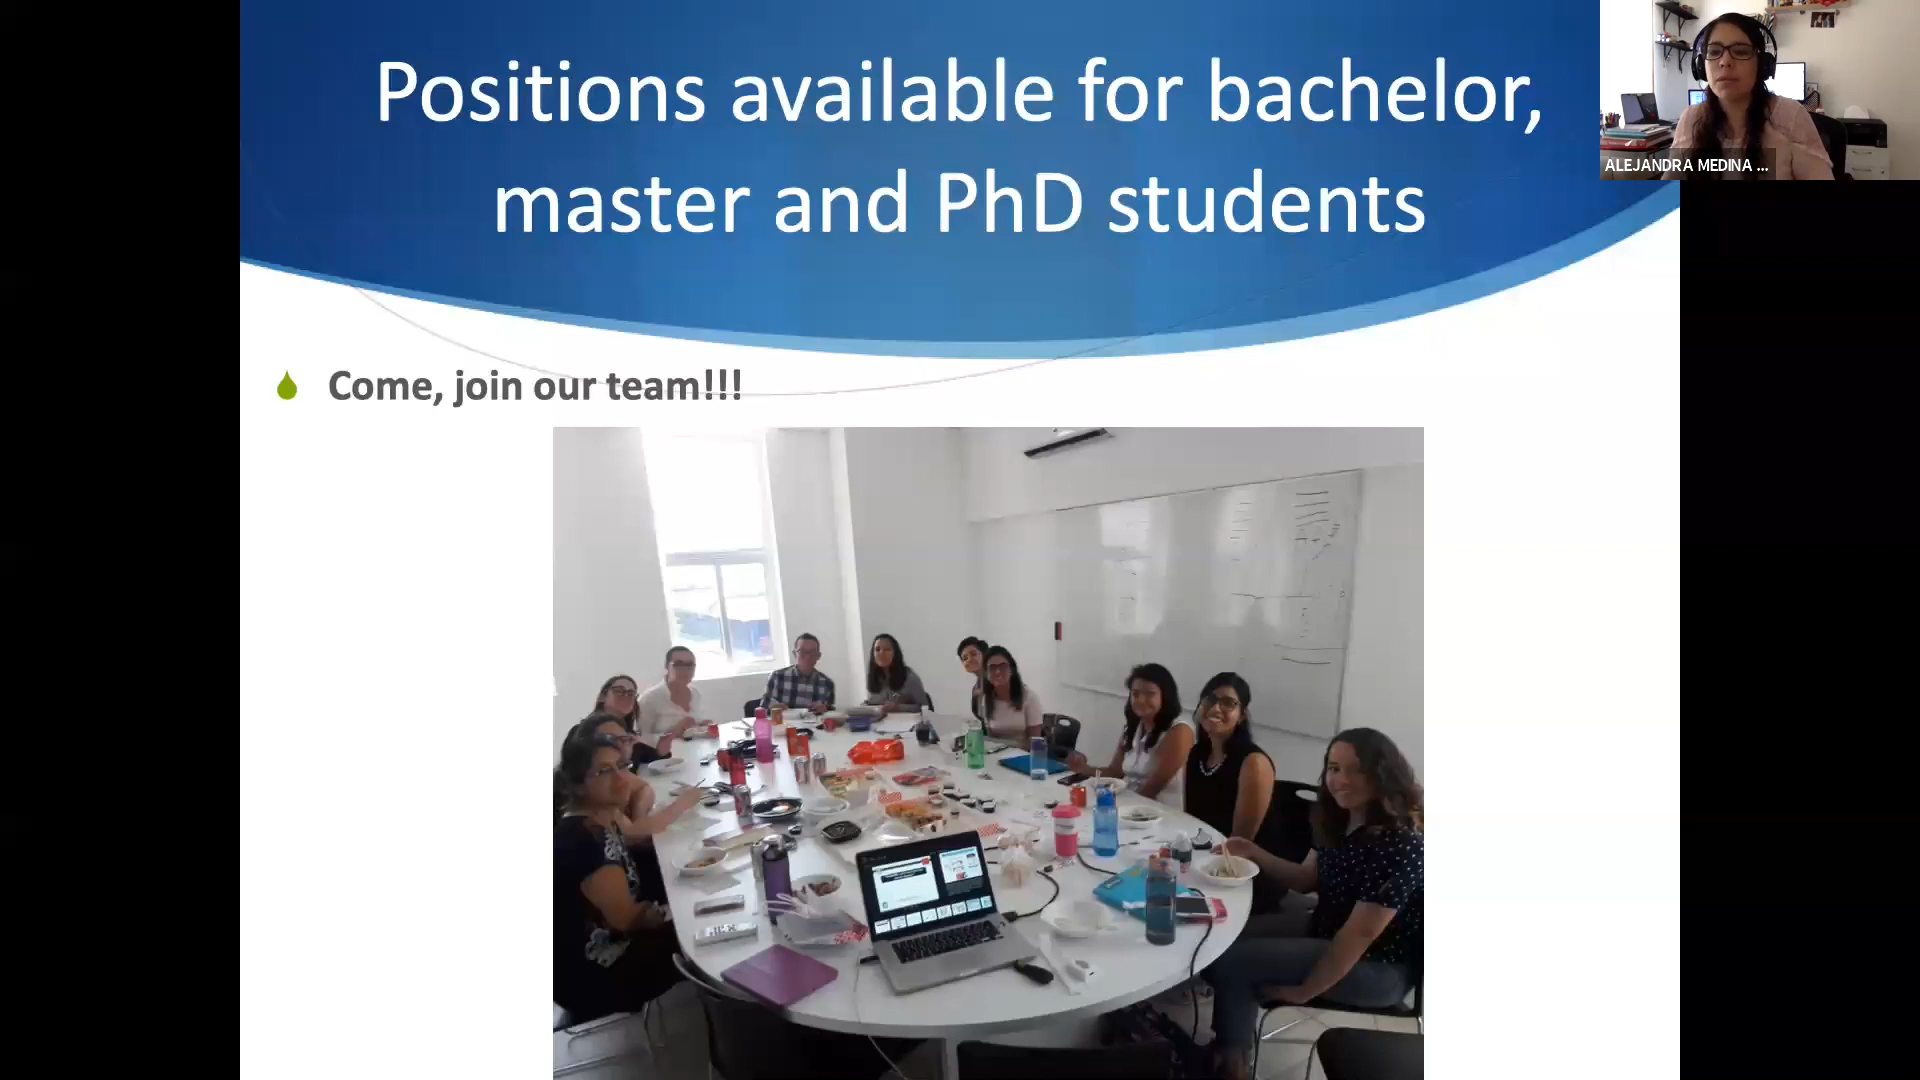 Positions available for bachelor,
master and PhD students
ALEJANDRA MEDINA ...
Come, join our team!!!